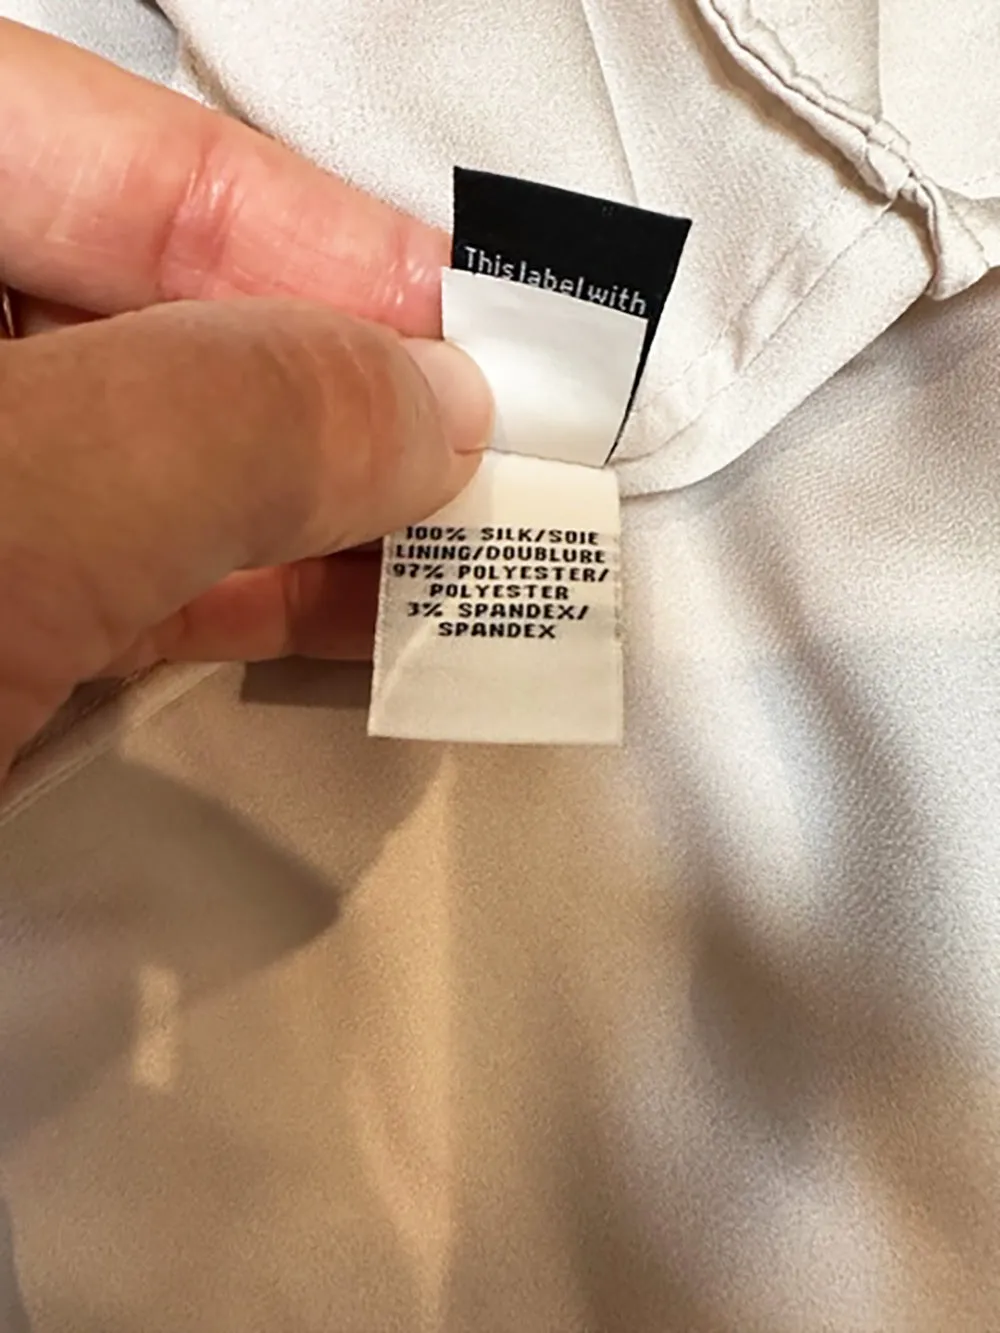 This label with
100% SILK/SOIE
LINING/DOUBLURE
97% POLYESTER/
POLYESTER
3% SPANDEX/
SPANDEX